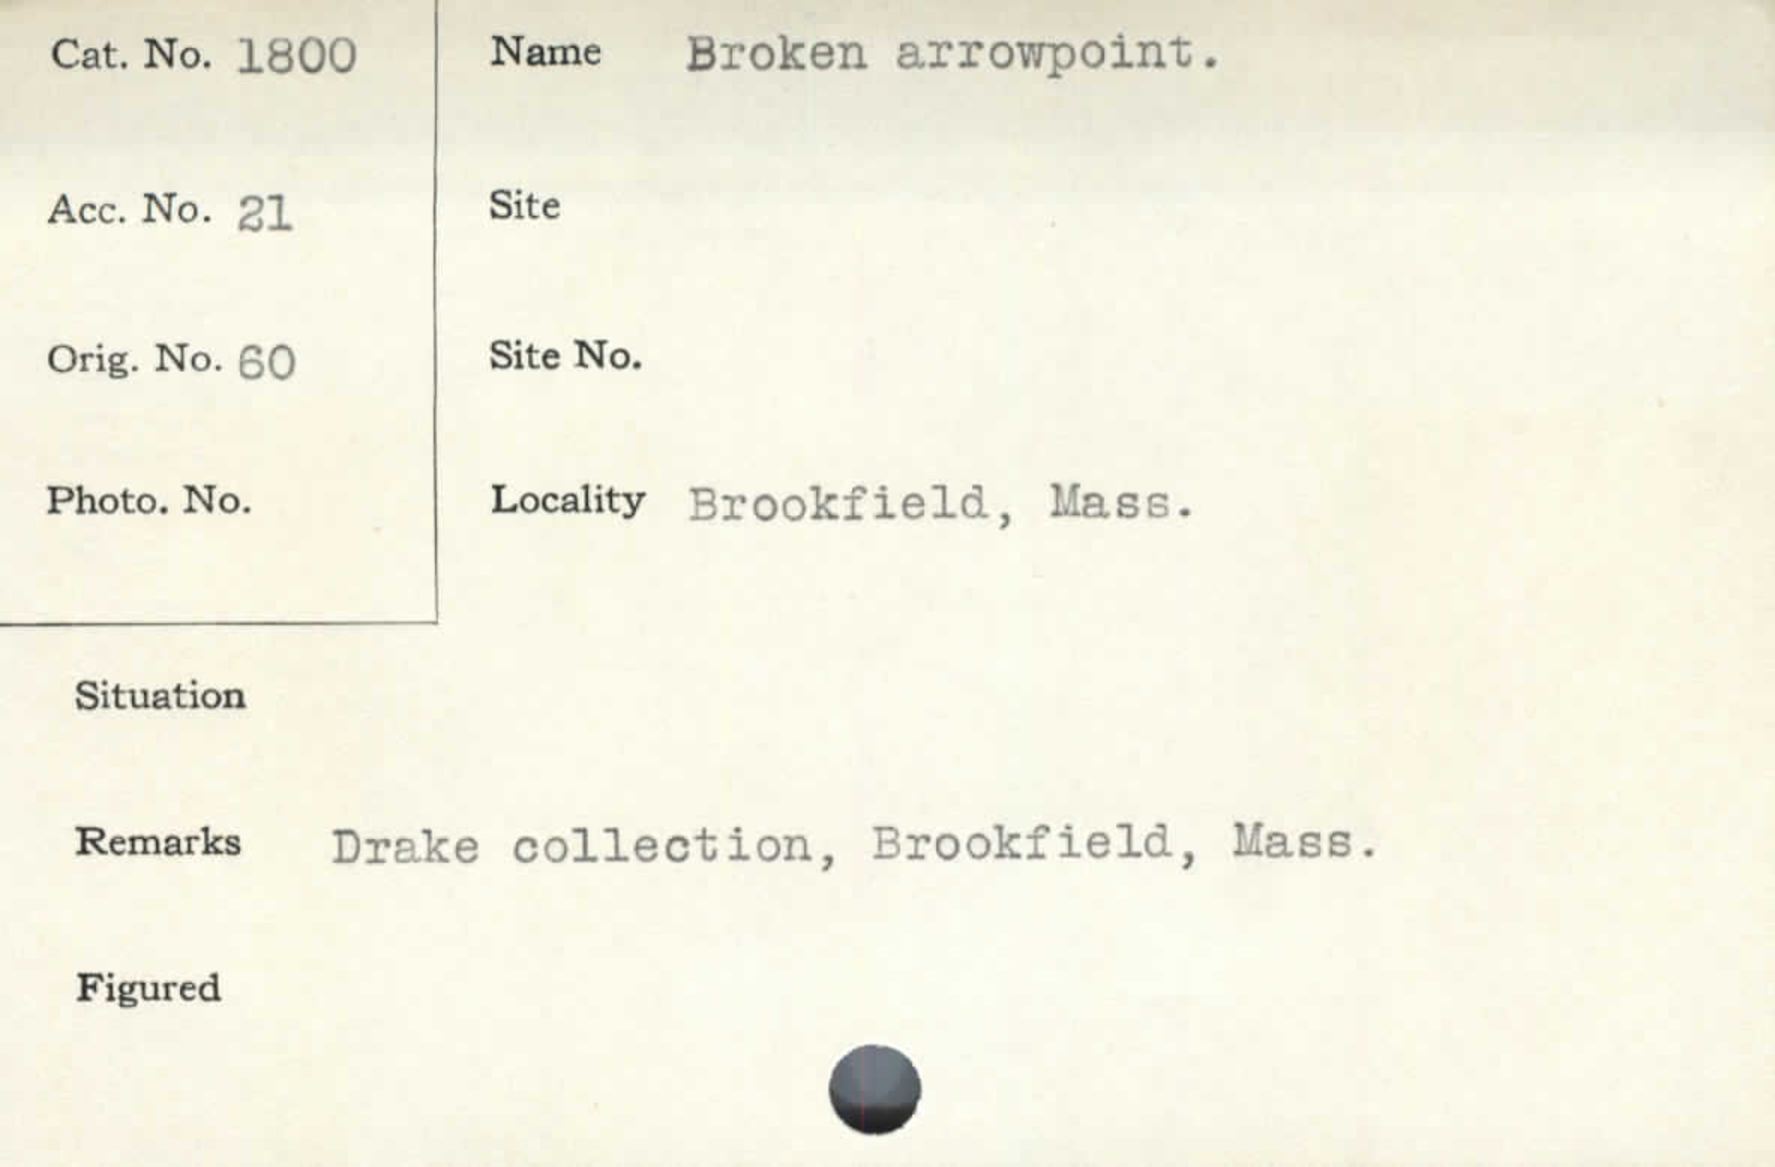 Cat. No. 1800
Name Broken arrowpoint.
Acc. No. 21
Site
Orig. No. 60
Site No.
Photo. No.
Locality Brookfield, Mass.
Situation
Remarks Drake collection, Brookfield, Mass.
Figured